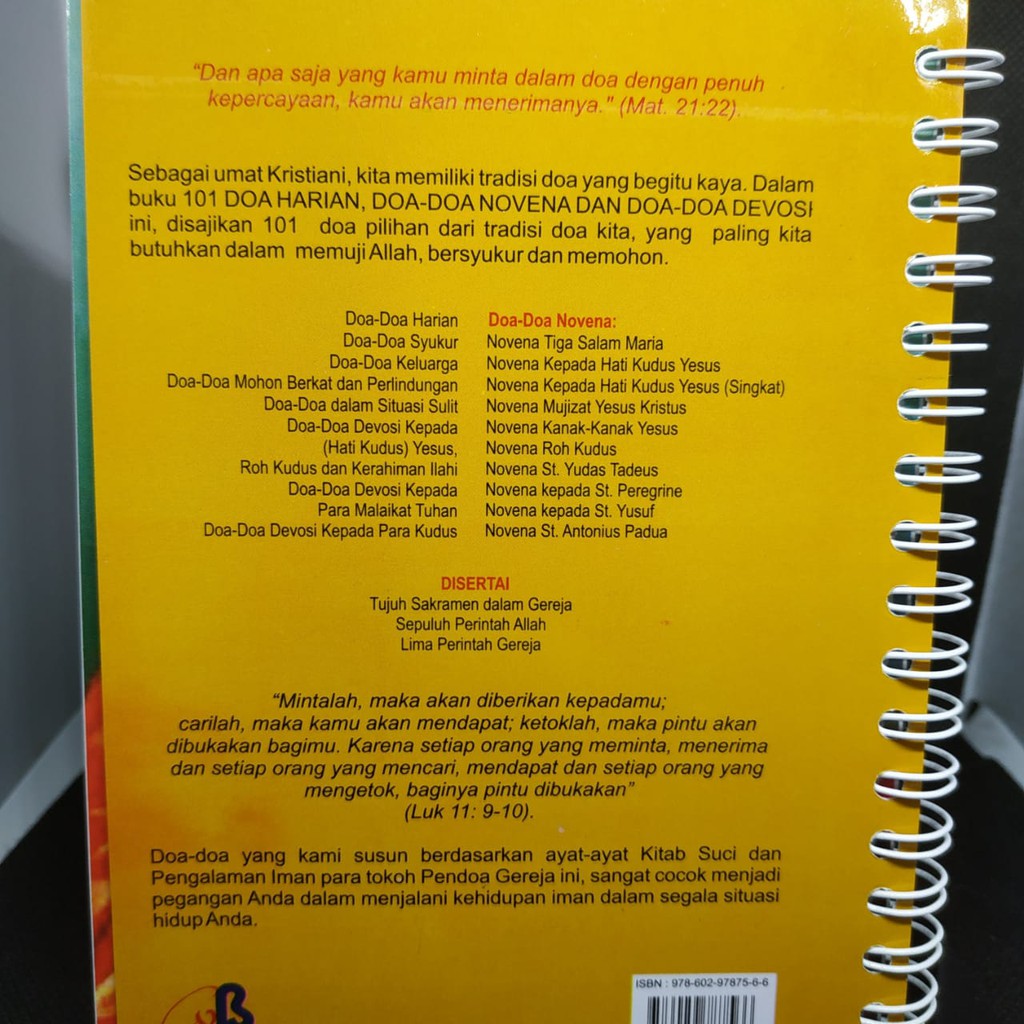 "Dan apa saja yang kamu minta dalam doa dengan penuh
kepercayaan, kamu akan menerimanya." (Mat. 21:22).
Sebagai umat Kristiani, kita memiliki tradisi doa yang begitu kaya. Dalam
buku 101 DOA HARIAN, DOA-DOA NOVENA DAN DOA-DOA DEVOSI
ini, disajikan 101 doa pilihan dari tradisi doa kita, yang paling kita
butuhkan dalam memuji Allah, bersyukur dan memohon.
Doa-Doa Harian
Doa-Doa Syukur
Doa-Doa Keluarga
Doa-Doa Mohon Berkat dan Perlindungan
Doa-Doa dalam Situasi Sulit
Doa-Doa Devosi Kepada
(Hati Kudus) Yesus,
Roh Kudus dan Kerahiman Ilahi
Doa-Doa Devosi Kepada
Para Malaikat Tuhan
Doa-Doa Devosi Kepada Para Kudus
Doa-Doa Novena:
Novena Tiga Salam Maria
Novena Kepada Hati Kudus Yesus
Novena Kepada Hati Kudus Yesus (Singkat)
Novena Mujizat Yesus Kristus
Novena Kanak-Kanak Yesus
Novena Roh Kudus
Novena St. Yudas Tadeus
Novena kepada St. Peregrine
Novena kepada St. Yusuf
Novena St. Antonius Padua
DISERTAI
Tujuh Sakramen dalam Gereja
Sepuluh Perintah Allah
Lima Perintah Gereja
"Mintalah, maka akan diberikan kepadamu;
carilah, maka kamu akan mendapat; ketoklah, maka pintu akan
dibukakan bagimu. Karena setiap orang yang meminta, menerima
dan setiap orang yang mencari, mendapat dan setiap orang yang
mengetok, baginya pintu dibukakan"
(Luk 11: 9-10).
Doa-doa yang kami susun berdasarkan ayat-ayat Kitab Suci dan
Pengalaman Iman para tokoh Pendoa Gereja ini, sangat cocok menjadi
pegangan Anda dalam menjalani kehidupan iman dalam segala situasi
hidup Anda.
ISBN : 978-602-97875-6-6